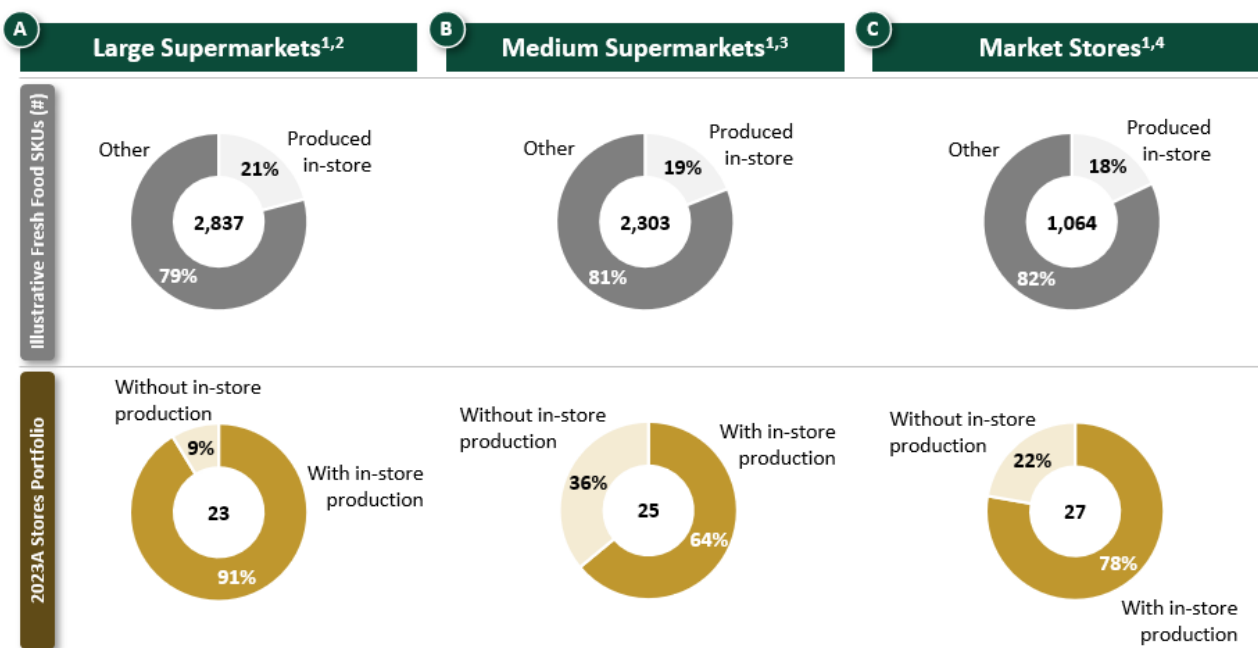 A
Large Supermarkets1,2
B
Medium Supermarkets1,3
C
Market Stores1,4
Illustrative Fresh Food SKUs (#)
Other
Produced
in-store
21%
2,837
79%
Other
Produced
in-store
19%
2,303
81%
Other
Produced
in-store
18%
1,064
82%
2023A Stores Portfolio
Without in-store
production
9%
With in-store
production
23
91%
Without in-store
production
With in-store
production
36%
25
64%
Without in-store
production
22%
27
78%
With in-store
production